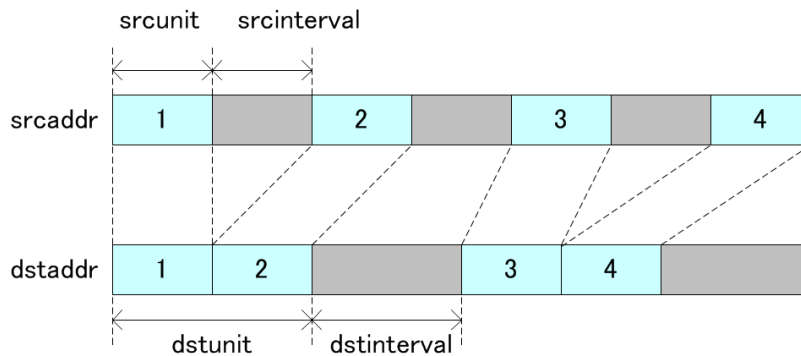 srcunit srcinterval
srcaddr 1 2 3 4
dstaddr 1 2 3 4
dstunit dstinterval